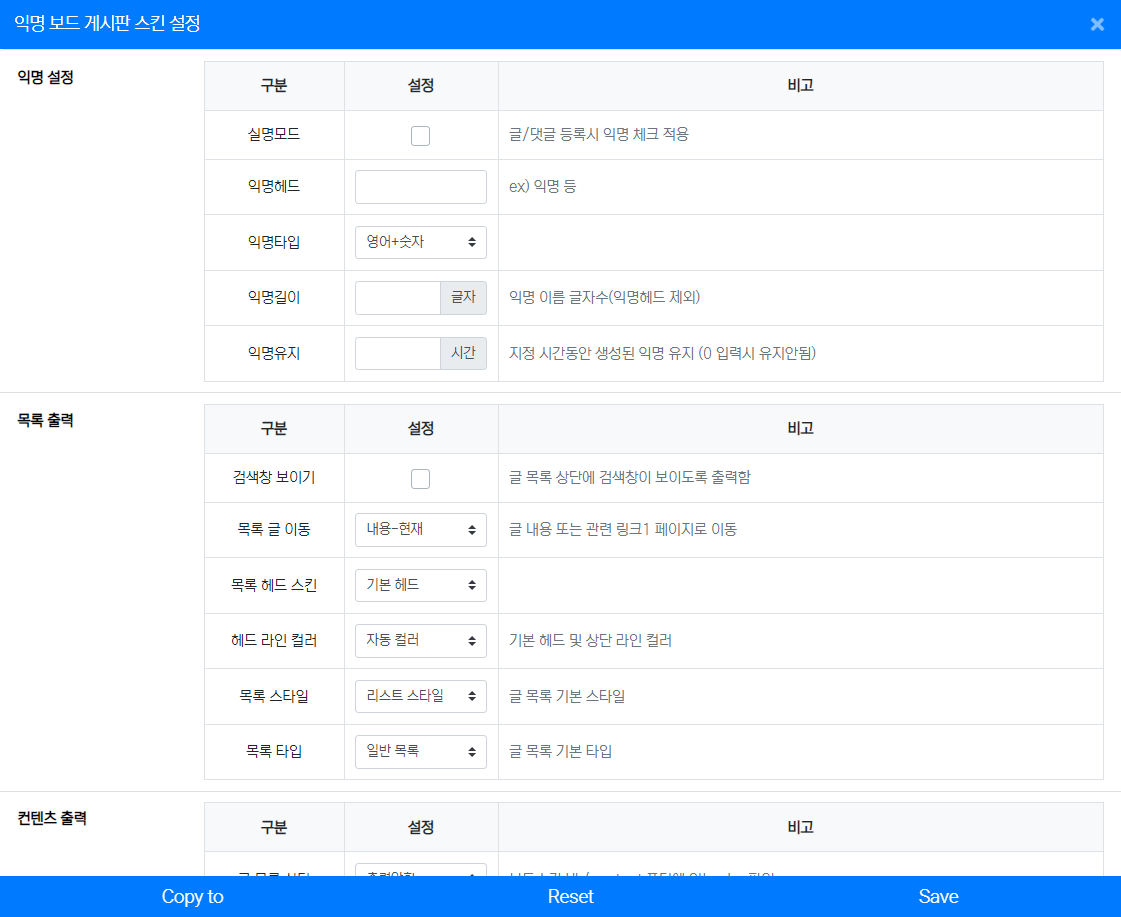 익명 보드 게시판 스킨 설정 ×
익명 설정
구분 설정 비고
실명모드 글/댓글 등록시 익명 체크 적용
익명헤드 ex) 익명 등
익명타입 영어+숫자
익명길이 글자 익명 이름 글자수(익명헤드 제외)
익명유지 시간 지정 시간동안 생성된 익명 유지 (0 입력시 유지안됨)
목록 출력
구분 설정 비고
검색창 보이기 글 목록 상단에 검색창이 보이도록 출력함
목록 글 이동 내용-현재 글 내용 또는 관련 링크1 페이지로 이동
목록 헤드 스킨 기본 헤드
헤드 라인 컬러 자동 컬러 기본 헤드 및 상단 라인 컬러
목록 스타일 리스트 스타일 글 목록 기본 스타일
목록 타입 일반 목록 글 목록 기본 타입
컨텐츠 출력
구분 설정 비고
Copy to Reset Save